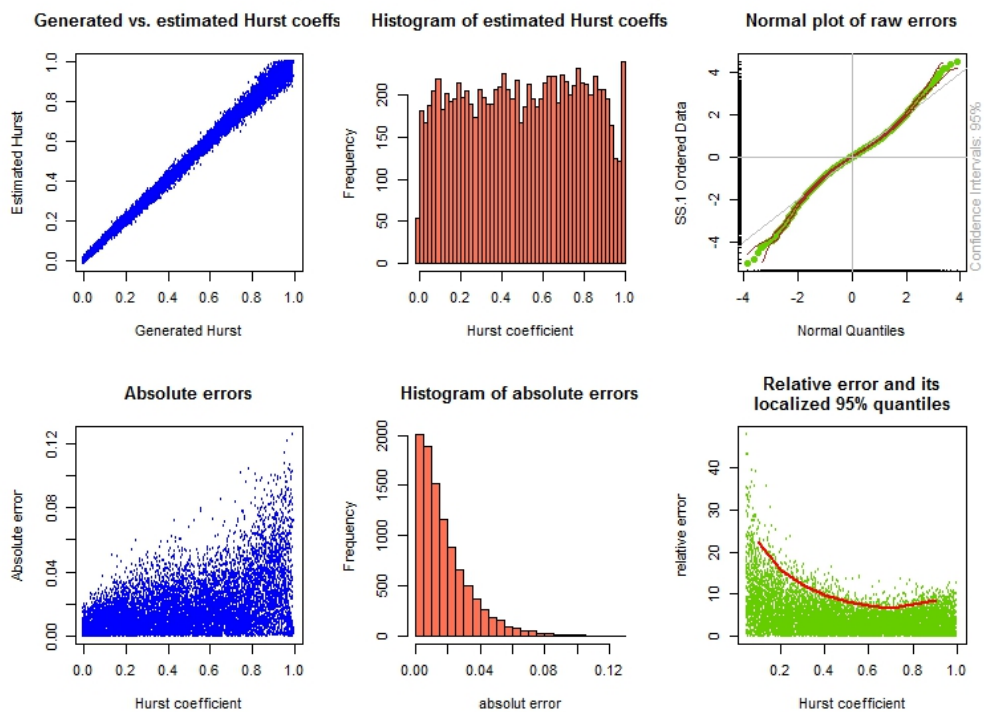 Generated vs. estimated Hurst coeffs
Estimated Hurst
0.0 0.2 0.4 0.6 0.8 1.0
0.0 0.2 0.4 0.6 0.8 1.0
Generated Hurst
Histogram of estimated Hurst coeffs
Frequency
0 50 100 150 200
0.0 0.2 0.4 0.6 0.8 1.0
Hurst coefficient
Normal plot of raw errors
SS.1 Ordered Data
-4 -2 0 2 4
-4 -2 0 2 4
Normal Quantiles
Confidence Intervals: 95%
Absolute errors
Absolute error
0.00 0.04 0.08 0.12
0.0 0.2 0.4 0.6 0.8 1.0
Hurst coefficient
Histogram of absolute errors
Frequency
0 500 1000 1500 2000
0.00 0.04 0.08 0.12
absolut error
Relative error and its
localized 95% quantiles
relative error
0 10 20 30 40
0.2 0.4 0.6 0.8 1.0
Hurst coefficient